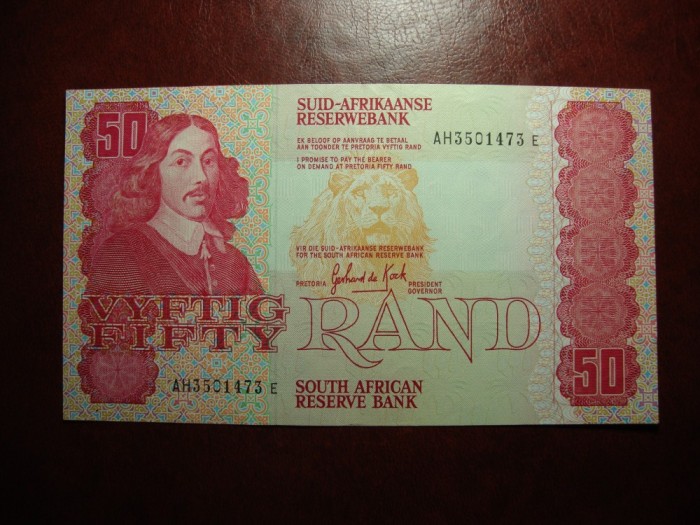 50
SUID-AFRIKAANSE
RESERWEBANK
EK BELOOF OP AANVRAAG TE BETAAL
AAN TOONDER TE PRETORIA VYFTIG RAND
AH3501473 E
I PROMISE TO PAY THE BEARER
ON DEMAND AT PRETORIA FIFTY RAND
VIR DIE SUID-AFRIKAANSE RESERWEBANK
FOR THE SOUTH AFRICAN RESERVE BANK
Gerhard de Kock
PRETORIA
PRESIDENT
GOVERNOR
VYFTIG
FIFTY
RAND
50
AH3501473 E
SOUTH AFRICAN
RESERVE BANK